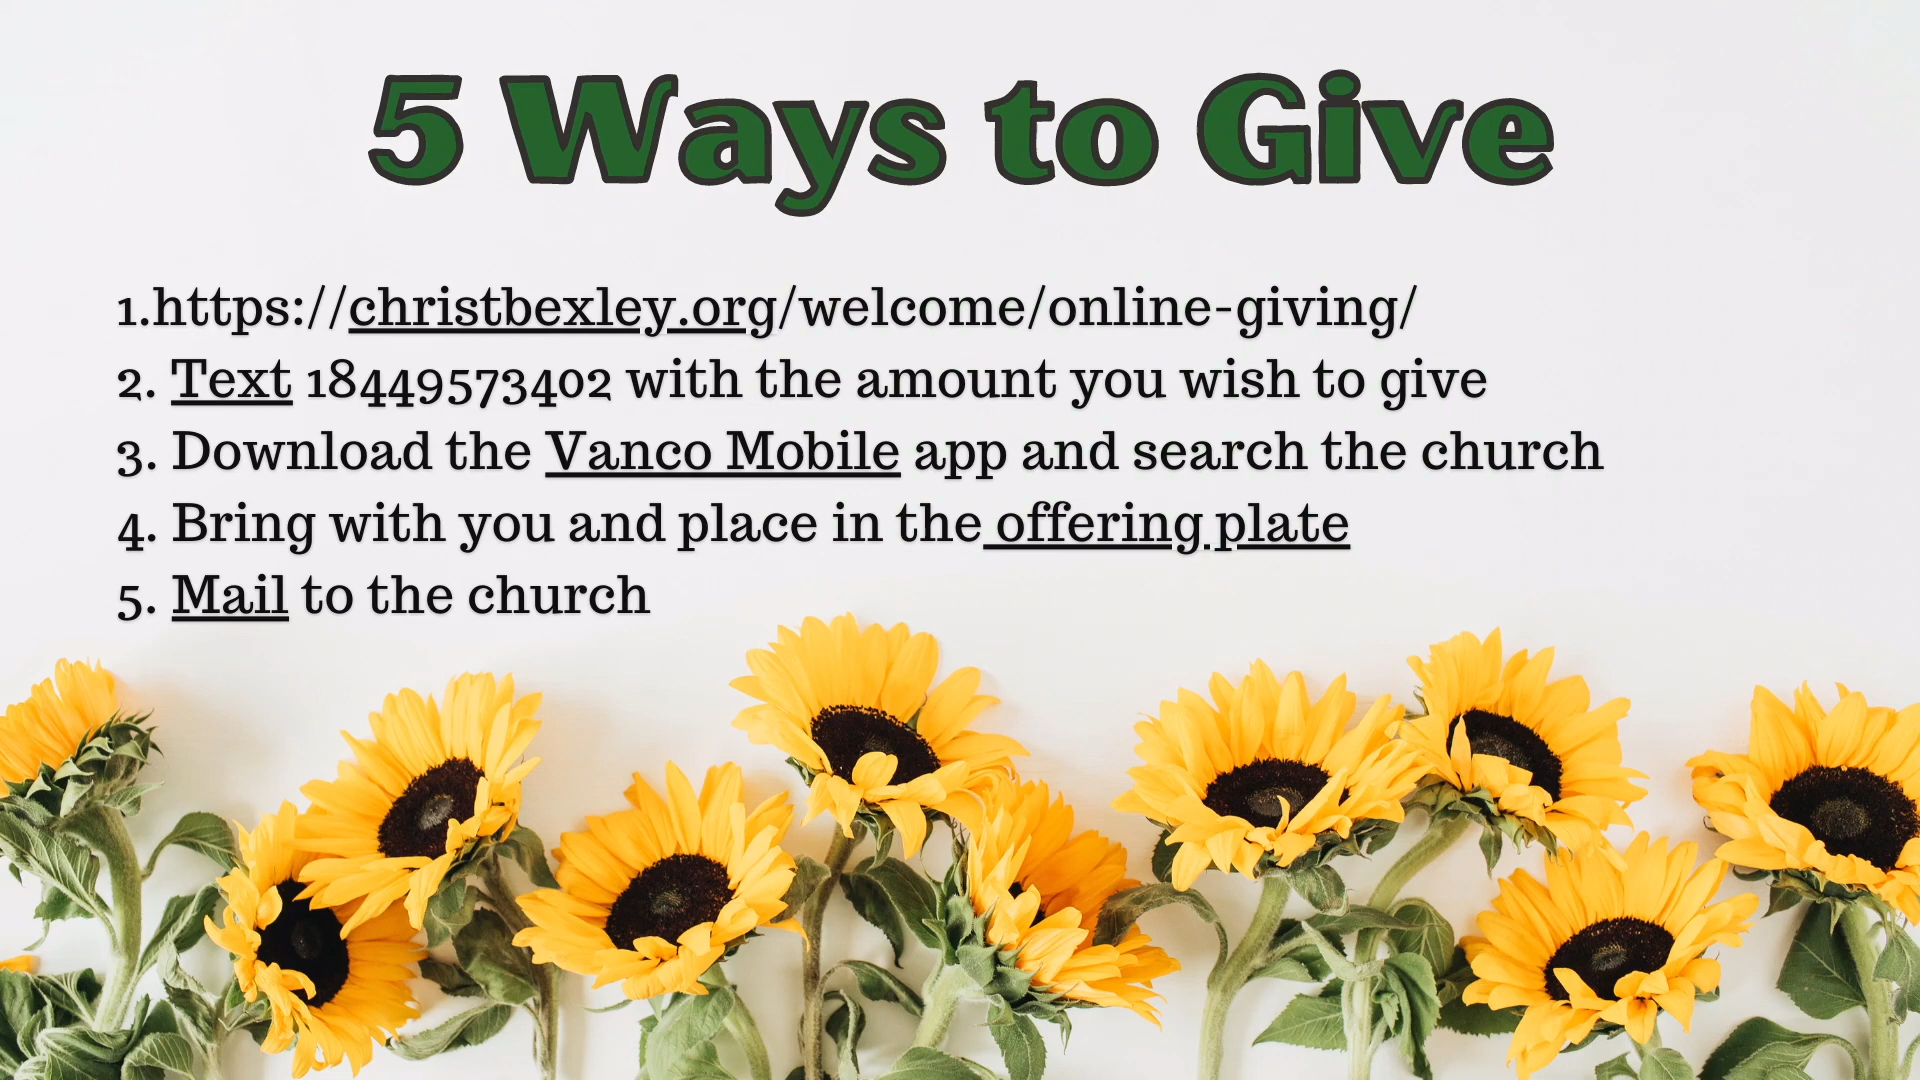 5 Ways to Give
1.https://christbexley.org/welcome/online-giving/
2. Text 18449573402 with the amount you wish to give
3. Download the Vanco Mobile app and search the church
4. Bring with you and place in the offering plate
5. Mail to the church